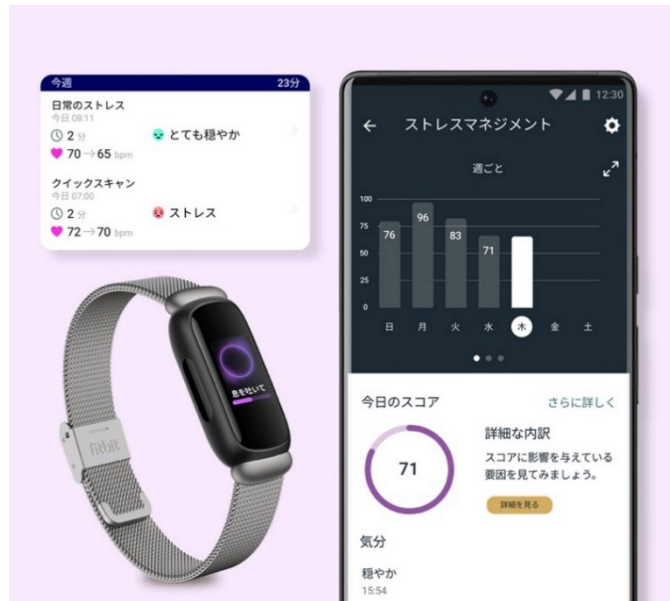 今週 23分
日常のストレス
今日 08:11
2 分
とても穏やか
70→65 bpm
クイックスキャン
今日 07:00
2 分
ストレス
72→70 bpm
息を吐いて
fitbit
12:30
ストレスマネジメント
週ごと
100
75
50
25
0
76
96
83
71
日 月 火 水 木 金 土
今日のスコア
さらに詳しく
71
詳細な内訳
スコアに影響を与えている
要因を見てみましょう。
詳細を見る
気分
穏やか
15:54